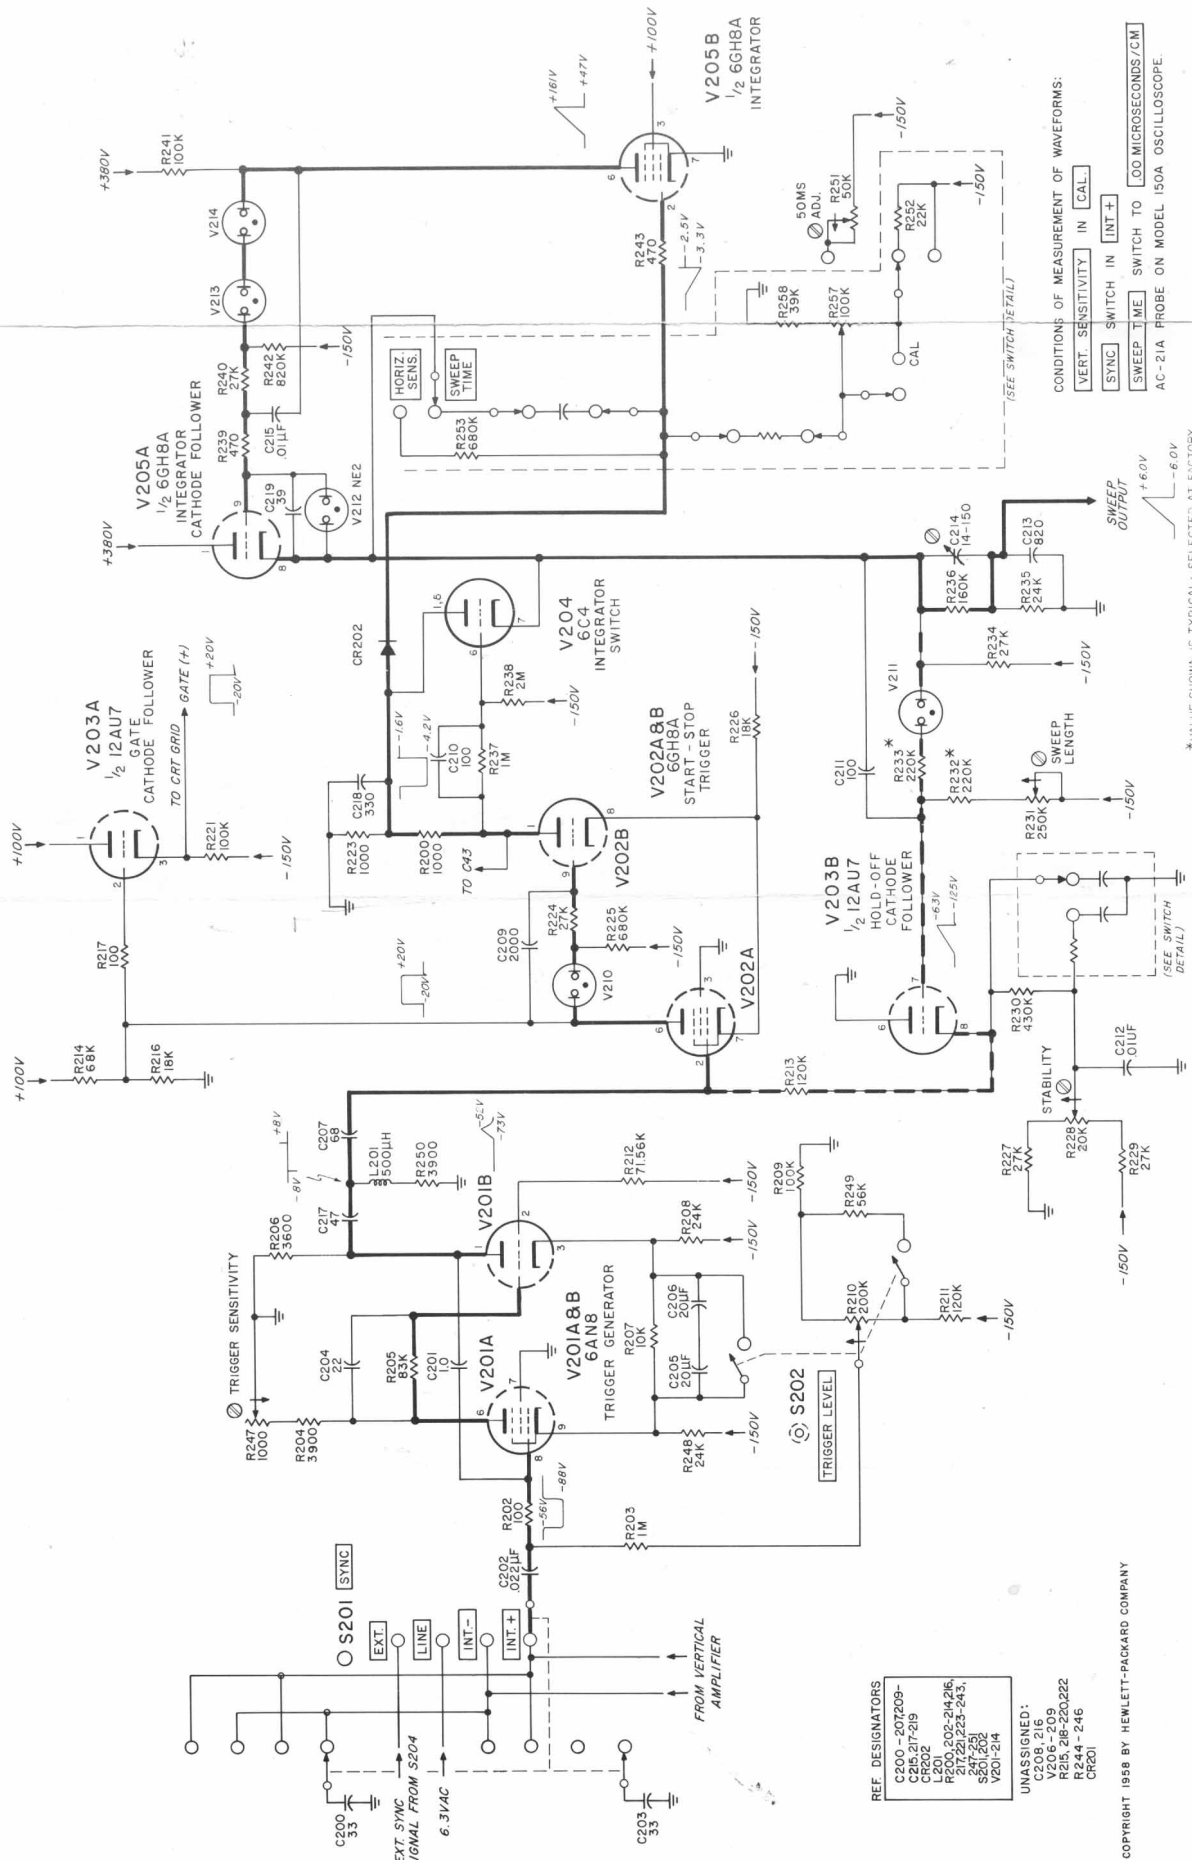 +100V
V203A
½ 12AU7
GATE
CATHODE FOLLOWER
TO CRT GRID
GATE (+)
+20V
-20V
R221
100K
-150V
R217
100
+100V
R214
68K
R216
18K
+380V
V205A
½ 6GH8A
INTEGRATOR
CATHODE FOLLOWER
R239
470
R240
27K
C215
.01µF
R242
820K
-150V
C219
39
V212 NE2
V213
V214
+380V
R241
100K
+161V
+47V
+100V
V205B
½ 6GH8A
INTEGRATOR
R243
470
-2.5V
-3.3V
HORIZ.
SENS.
SWEEP
TIME
R253
680K
50MS
ADJ.
R251
50K
-150V
R252
22K
-150V
R258
39K
R257
100K
CAL
(SEE SWITCH DETAIL)
CR202
C218
330
R223
1000
R200
1000
TO C43
-1.6V
-4.2V
C210
100
R237
1M
R238
2M
-150V
V204
6C4
INTEGRATOR
SWITCH
V202A&B
6GH8A
START-STOP
TRIGGER
R226
18K
-150V
V202B
C209
2000
R224
27K
R225
680K
-150V
V210
+20V
-20V
V202A
C207
68
+8V
-8V
L201
500µH
R250
3900
C217
47
R206
3600
TRIGGER SENSITIVITY
R247
1000
R204
3900
C204
22
R205
83K
C201
1.0
V201A
V201B
-73V
V201A&B
6AN8
TRIGGER GENERATOR
R212
71.56K
-150V
R208
24K
-150V
R207
10K
C205
20µF
C206
20µF
R248
24K
-150V
S202
TRIGGER LEVEL
R209
100K
R249
56K
R210
200K
R211
120K
-150V
R213
120K
V203B
½ 12AU7
HOLD-OFF
CATHODE
FOLLOWER
-63V
-125V
C211
100
R233*
220K
R232*
220K
V211
R231
250K
SWEEP
LENGTH
-150V
R234
27K
-150V
R236
160K
C214
14-150
R235
24K
C213
820
SWEEP
OUTPUT
+6.0V
-6.0V
R230
430K
(SEE SWITCH
DETAIL)
STABILITY
C212
.01UF
R227
27K
R228
20K
R229
27K
-150V
S201 SYNC
EXT.
LINE
INT.-
INT.+
C202
.022µF
R202
100
-56V
-88V
R203
1M
FROM VERTICAL
AMPLIFIER
C200
33
EXT. SYNC
SIGNAL FROM S204
6.3VAC
C203
33
CONDITIONS OF MEASUREMENT OF WAVEFORMS:
VERT. SENSITIVITY IN CAL.
SYNC SWITCH IN INT +
SWEEP TIME SWITCH TO .00 MICROSECONDS/CM
AC-21A PROBE ON MODEL 150A OSCILLOSCOPE.
REF. DESIGNATORS
C200-207,209-
C215,217-219
CR202
L201
R200,202-214,216,
217,221,223-243,
247-251
S201,202
V201-214
UNASSIGNED:
C208, 216
V206-209
R215, 218-220,222
R244-246
CR201
COPYRIGHT 1958 BY HEWLETT-PACKARD COMPANY